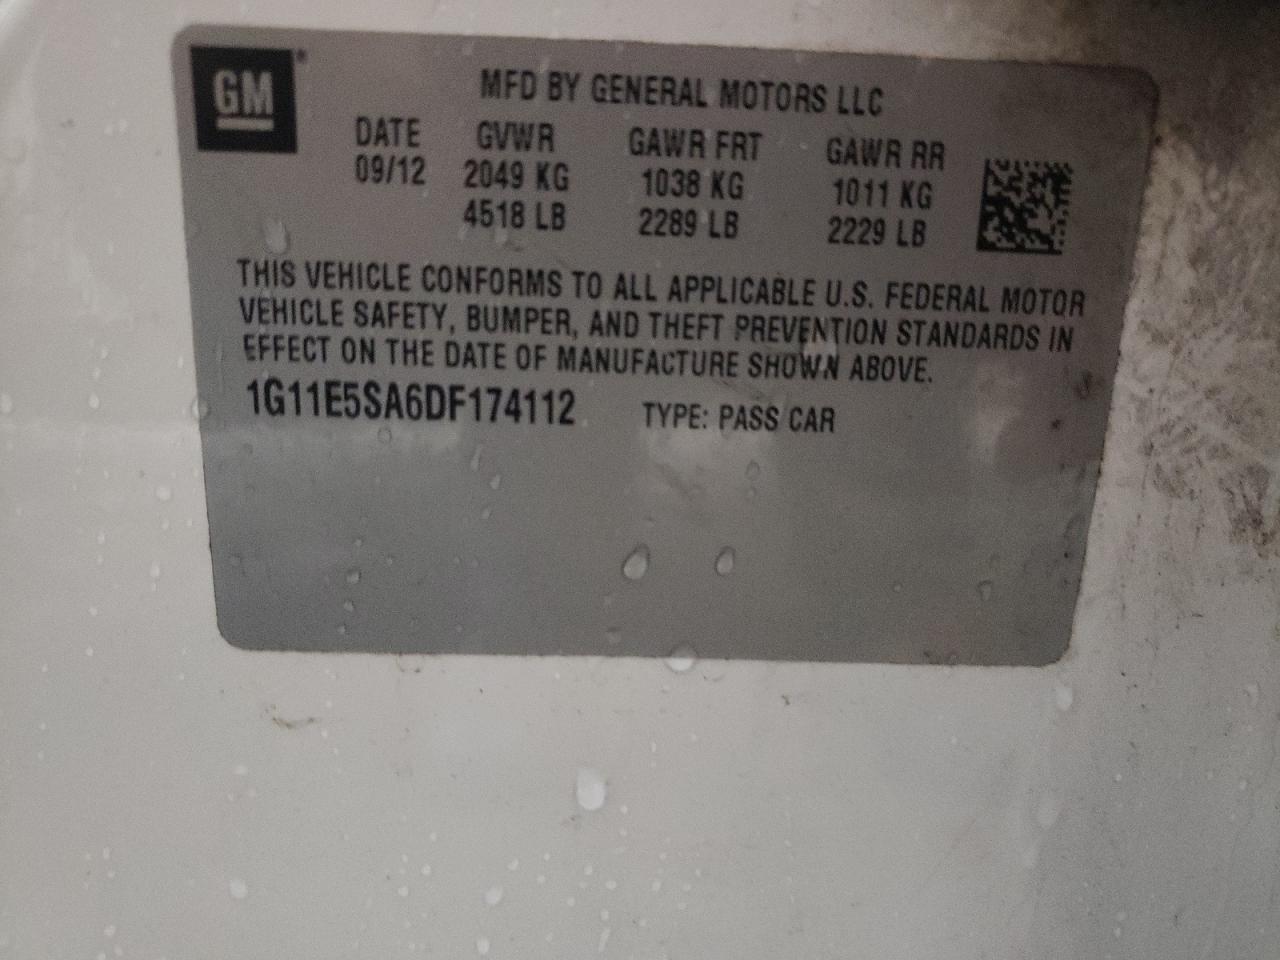 GM
MFD BY GENERAL MOTORS LLC
DATE GVWR GAWR FRT GAWR RR
09/12 2049 KG 1038 KG 1011 KG
4518 LB 2289 LB 2229 LB
THIS VEHICLE CONFORMS TO ALL APPLICABLE U.S. FEDERAL MOTOR
VEHICLE SAFETY, BUMPER, AND THEFT PREVENTION STANDARDS IN
EFFECT ON THE DATE OF MANUFACTURE SHOWN ABOVE.
1G11E5SA6DF174112 TYPE: PASS CAR